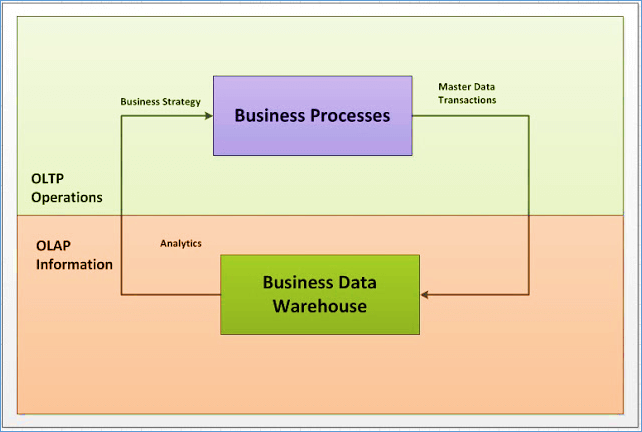 Business Strategy
Business Processes
Master Data
Transactions
OLTP
Operations
OLAP
Information
Analytics
Business Data
Warehouse